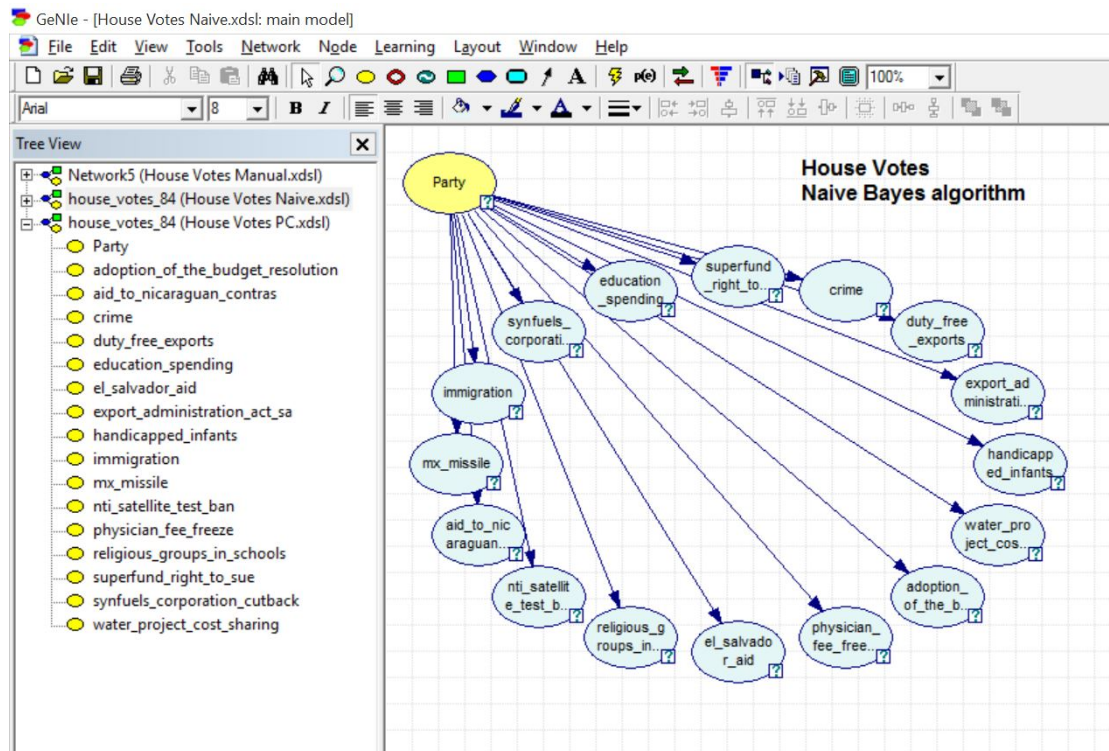 GeNIe - [House Votes Naive.xdsl: main model]
File Edit View Tools Network Node Learning Layout Window Help
p(e) 100%
Arial 8 B I A
Tree View
Network5 (House Votes Manual.xdsl)
house_votes_84 (House Votes Naive.xdsl)
house_votes_84 (House Votes PC.xdsl)
Party
adoption_of_the_budget_resolution
aid_to_nicaraguan_contras
crime
duty_free_exports
education_spending
el_salvador_aid
export_administration_act_sa
handicapped_infants
immigration
mx_missile
nti_satellite_test_ban
physician_fee_freeze
religious_groups_in_schools
superfund_right_to_sue
synfuels_corporation_cutback
water_project_cost_sharing
House Votes
Naive Bayes algorithm
Party
?
superfund
_right_to...
?
crime
?
education
_spending
?
duty_free
_exports
?
synfuels_
corporati...
?
export_ad
ministrati...
?
immigration
?
handicapp
ed_infants
?
mx_missile
?
water_pro
ject_cos...
?
aid_to_nic
araguan...
?
adoption_
of_the_b...
?
nti_satellit
e_test_b...
?
physician_
fee_free...
?
religious_g
roups_in...
?
el_salvado
r_aid
?